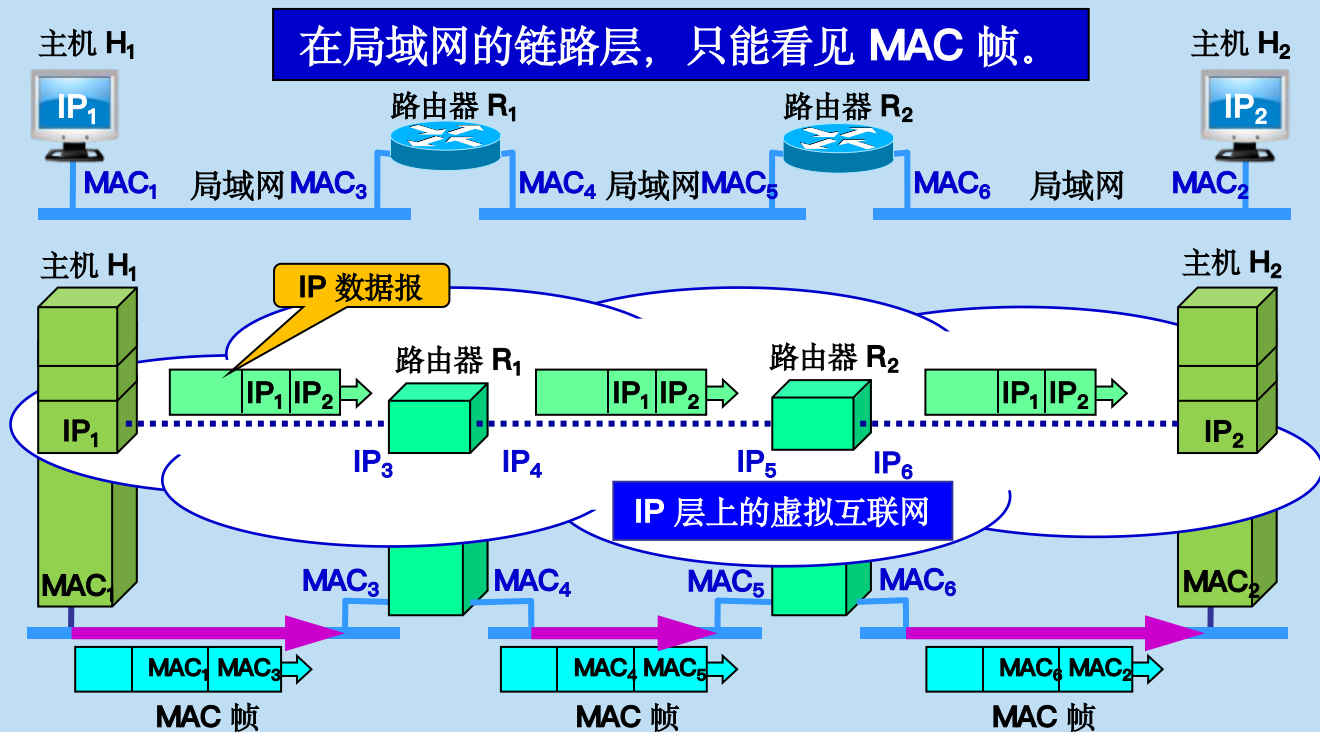 在局域网的链路层，只能看见 MAC 帧。
主机 H₁
主机 H₂
IP₁
路由器 R₁
路由器 R₂
IP₂
MAC₁
局域网
MAC₃
MAC₄
局域网
MAC₅
MAC₆
局域网
MAC₂
主机 H₁
主机 H₂
IP 数据报
路由器 R₁
路由器 R₂
IP₁ IP₂
IP₁ IP₂
IP₁ IP₂
IP₁
IP₂
IP₃
IP₄
IP₅
IP₆
IP 层上的虚拟互联网
MAC₁
MAC₃
MAC₄
MAC₅
MAC₆
MAC₂
MAC₁ MAC₃
MAC₄ MAC₅
MAC₆ MAC₂
MAC 帧
MAC 帧
MAC 帧